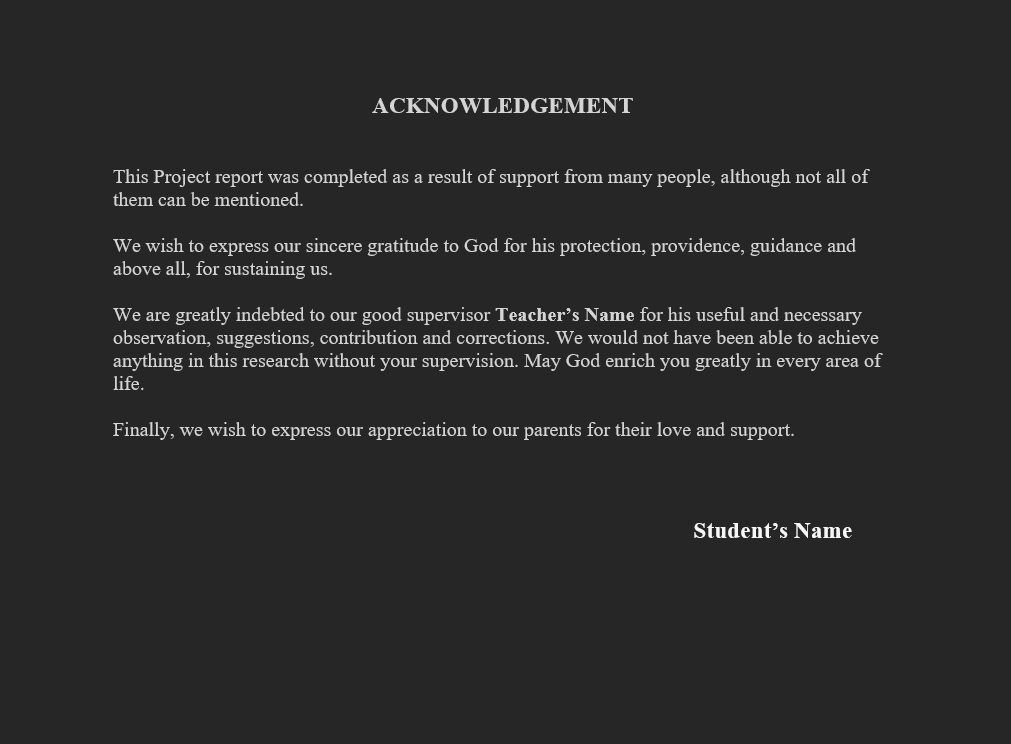 ACKNOWLEDGEMENT
This Project report was completed as a result of support from many people, although not all of
them can be mentioned.
We wish to express our sincere gratitude to God for his protection, providence, guidance and
above all, for sustaining us.
We are greatly indebted to our good supervisor Teacher’s Name for his useful and necessary
observation, suggestions, contribution and corrections. We would not have been able to achieve
anything in this research without your supervision. May God enrich you greatly in every area of
life.
Finally, we wish to express our appreciation to our parents for their love and support.
Student’s Name